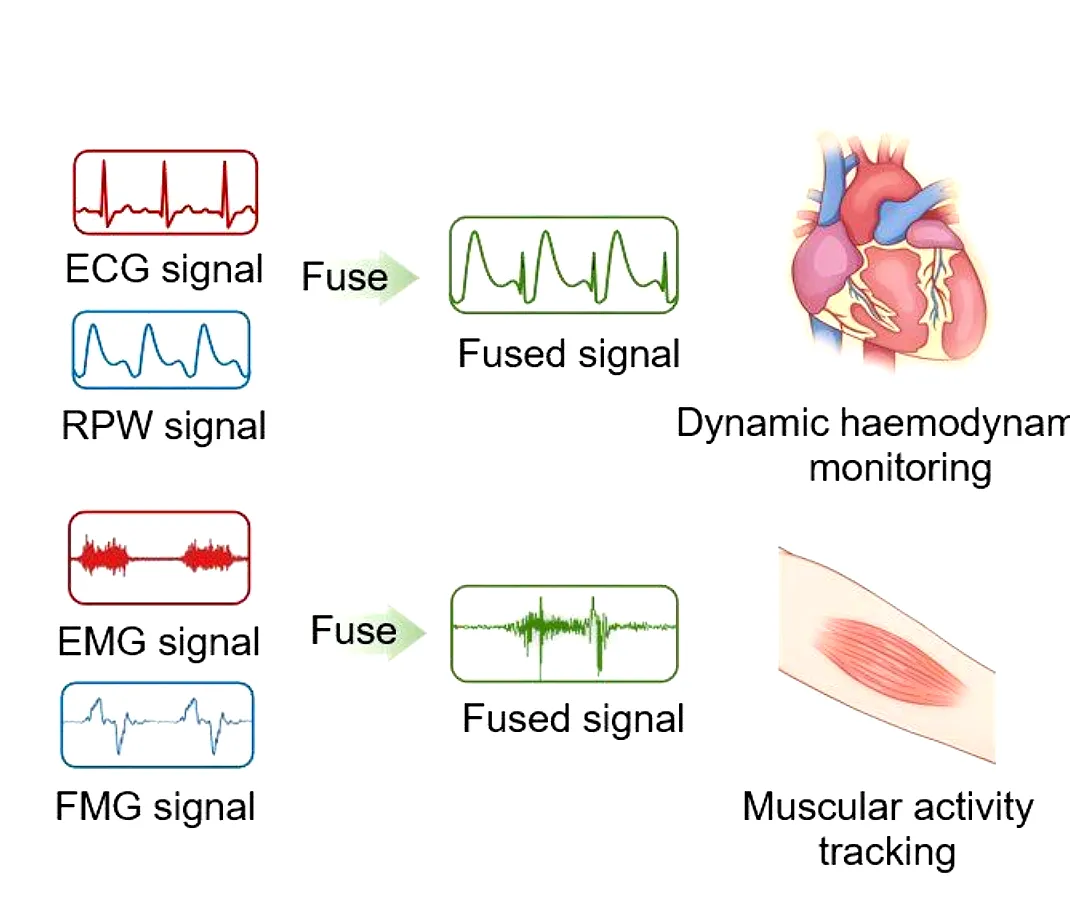 ECG signal
Fuse
RPW signal
Fused signal
Dynamic haemodynam
monitoring
EMG signal
Fuse
FMG signal
Fused signal
Muscular activity
tracking